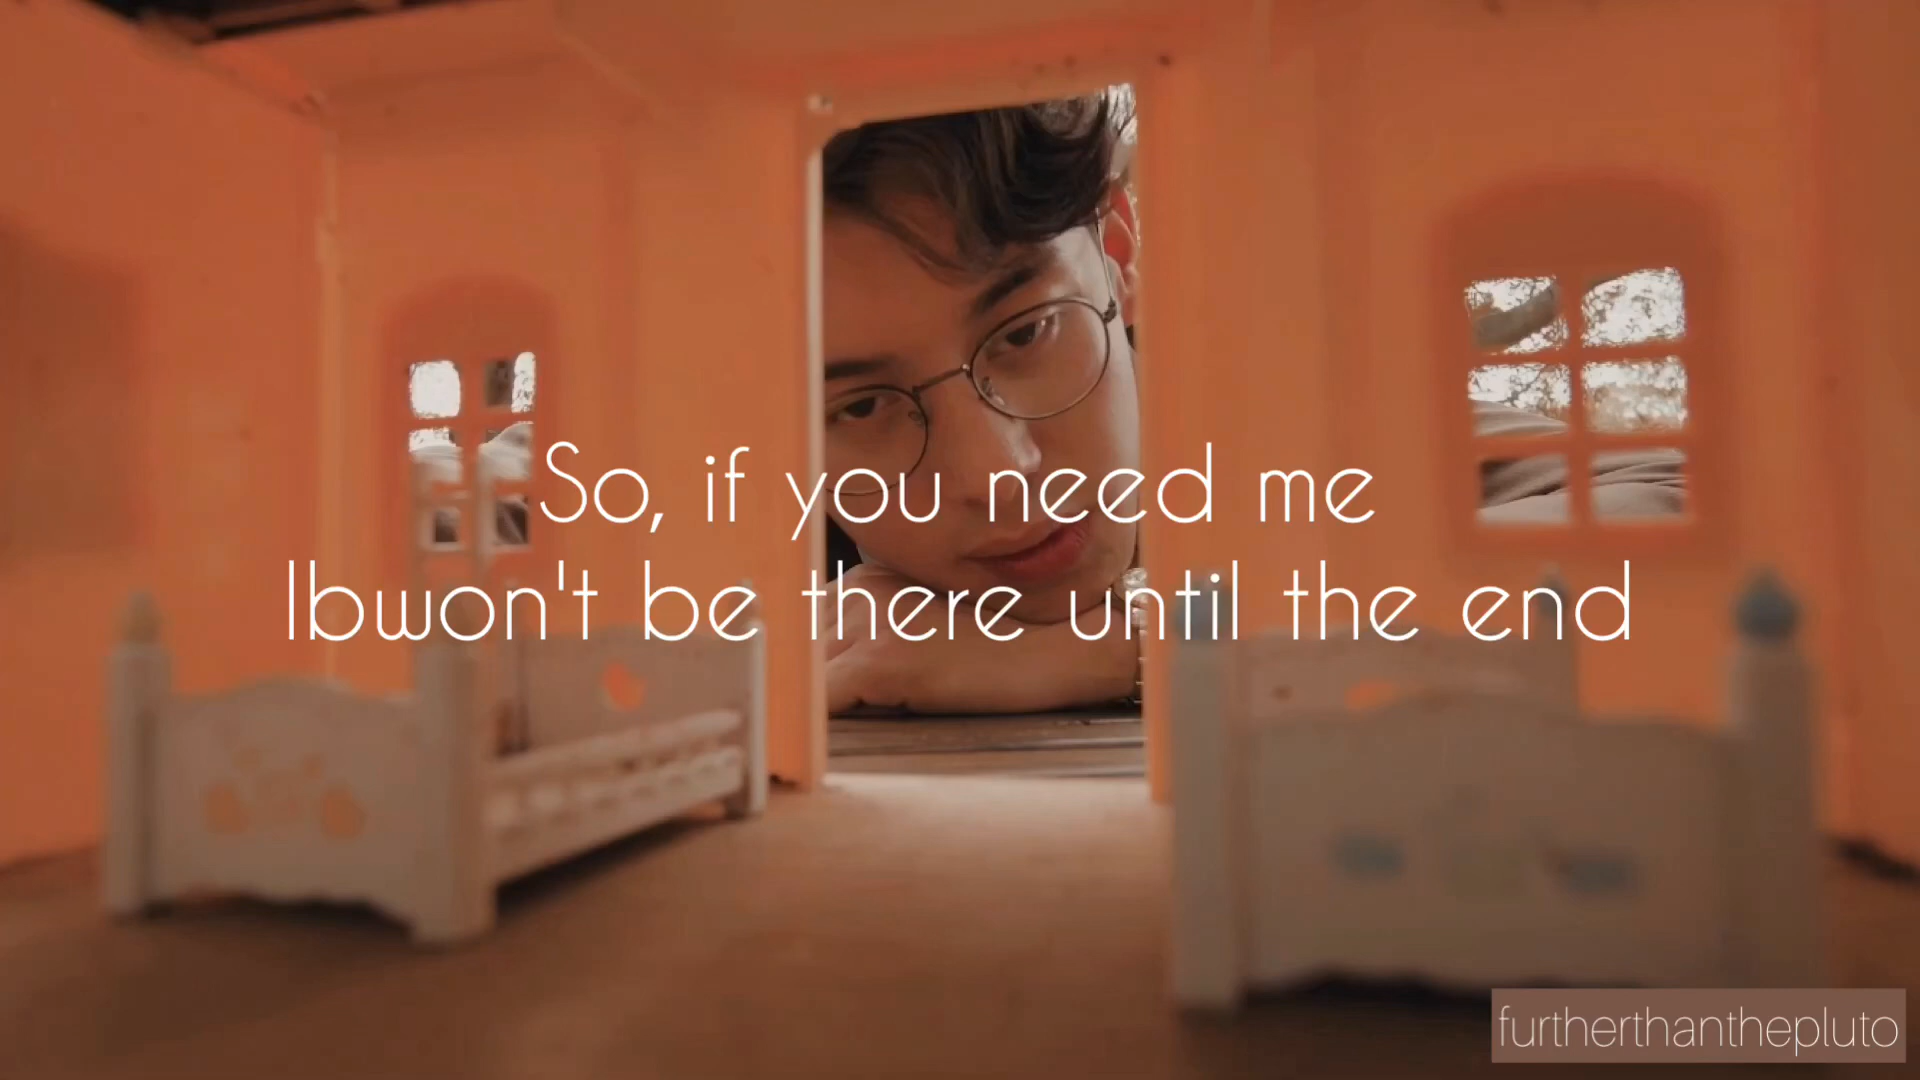 So, if you need me
Ibwon't be there until the end
furtherthanthepluto